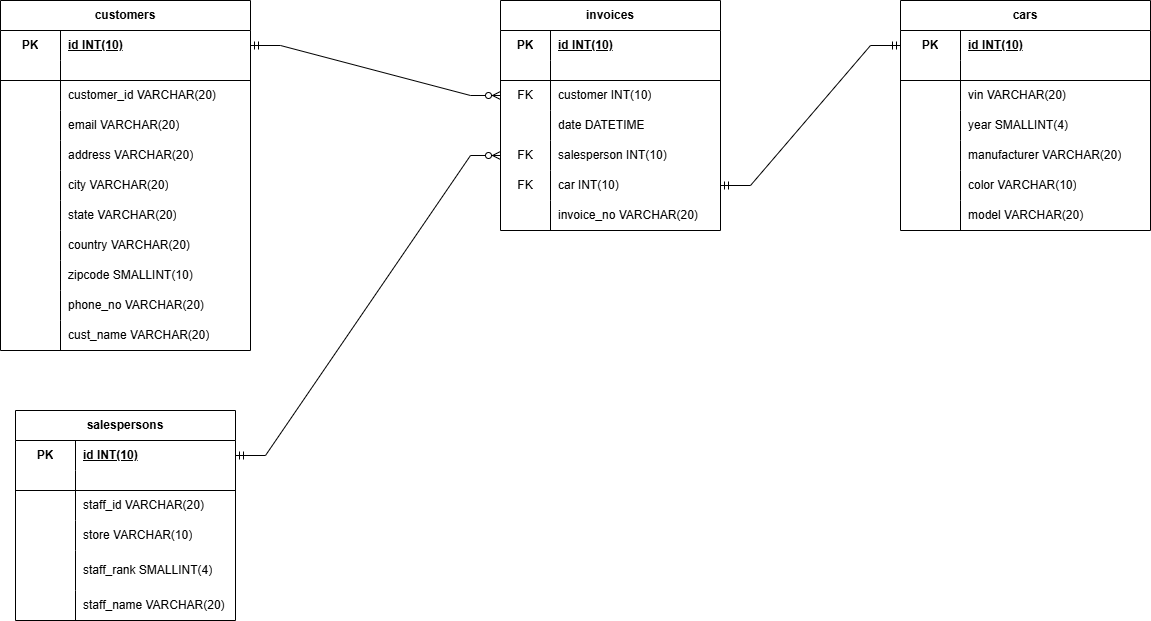 customers
PK id INT(10)
customer_id VARCHAR(20)
email VARCHAR(20)
address VARCHAR(20)
city VARCHAR(20)
state VARCHAR(20)
country VARCHAR(20)
zipcode SMALLINT(10)
phone_no VARCHAR(20)
cust_name VARCHAR(20)
invoices
PK id INT(10)
FK customer INT(10)
date DATETIME
FK salesperson INT(10)
FK car INT(10)
invoice_no VARCHAR(20)
cars
PK id INT(10)
vin VARCHAR(20)
year SMALLINT(4)
manufacturer VARCHAR(20)
color VARCHAR(10)
model VARCHAR(20)
salespersons
PK id INT(10)
staff_id VARCHAR(20)
store VARCHAR(10)
staff_rank SMALLINT(4)
staff_name VARCHAR(20)